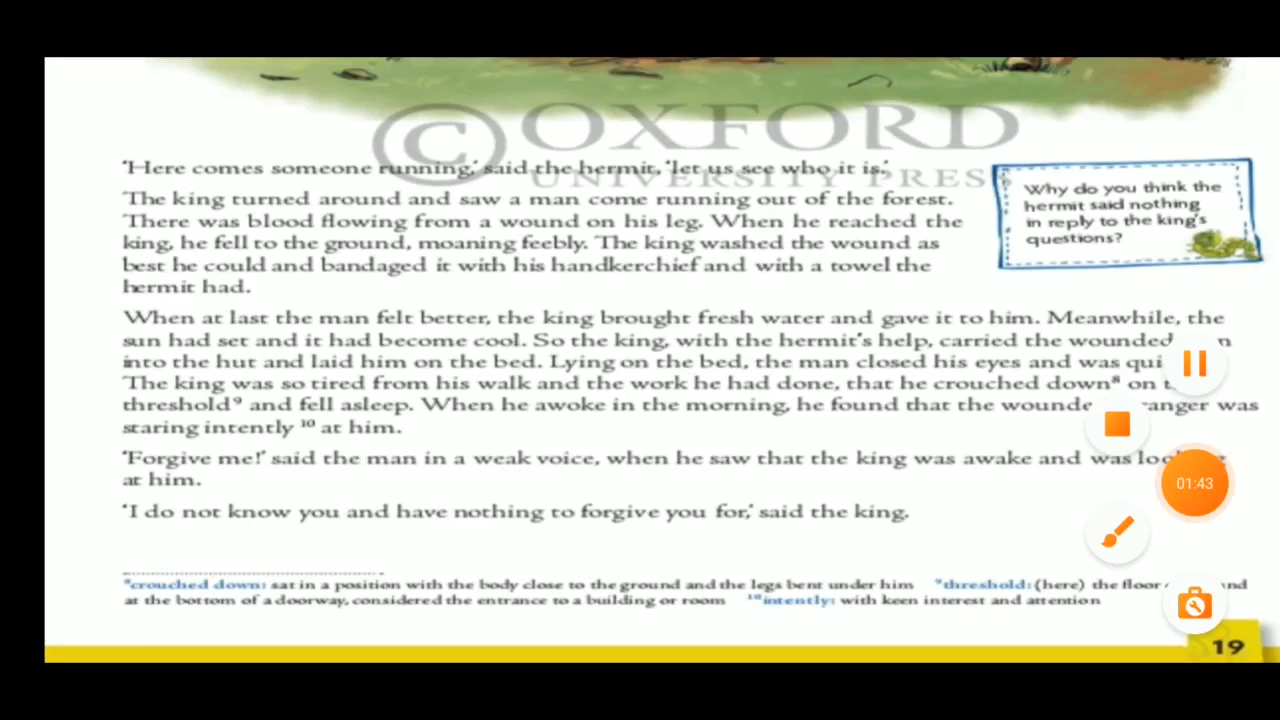 © OXFORD
UNIVERSITY PRESS
'Here comes someone running,' said the hermit, 'let us see who it is.'
The king turned around and saw a man come running out of the forest.
There was blood flowing from a wound on his leg. When he reached the
king, he fell to the ground, moaning feebly. The king washed the wound as
best he could and bandaged it with his handkerchief and with a towel the
hermit had.
Why do you think the
hermit said nothing
in reply to the king's
questions?
When at last the man felt better, the king brought fresh water and gave it to him. Meanwhile, the
sun had set and it had become cool. So the king, with the hermit's help, carried the wounded
into the hut and laid him on the bed. Lying on the bed, the man closed his eyes and was
The king was so tired from his walk and the work he had done, that he crouched down⁸ on
threshold⁹ and fell asleep. When he awoke in the morning, he found that the was
staring intently ¹⁰ at him.
'Forgive me!' said the man in a weak voice, when he saw that the king was awake and was
at him.
'I do not know you and have nothing to forgive you for,' said the king.
⁸crouched down: sat in a position with the body close to the ground and the legs bent under him ⁹threshold: (here) the floor
at the bottom of a doorway, considered the entrance to a building or room ¹⁰intently: with keen interest and attention
01:43
19